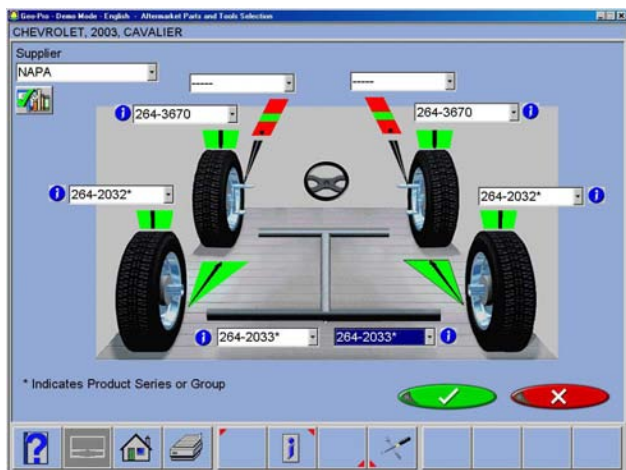 Geo-Pro - Demo Mode - English - Aftermarket Parts and Tools Selection
CHEVROLET, 2003, CAVALIER
Supplier
NAPA
-----
-----
264-3670
264-3670
264-2032*
264-2032*
264-2033*
264-2033*
* Indicates Product Series or Group